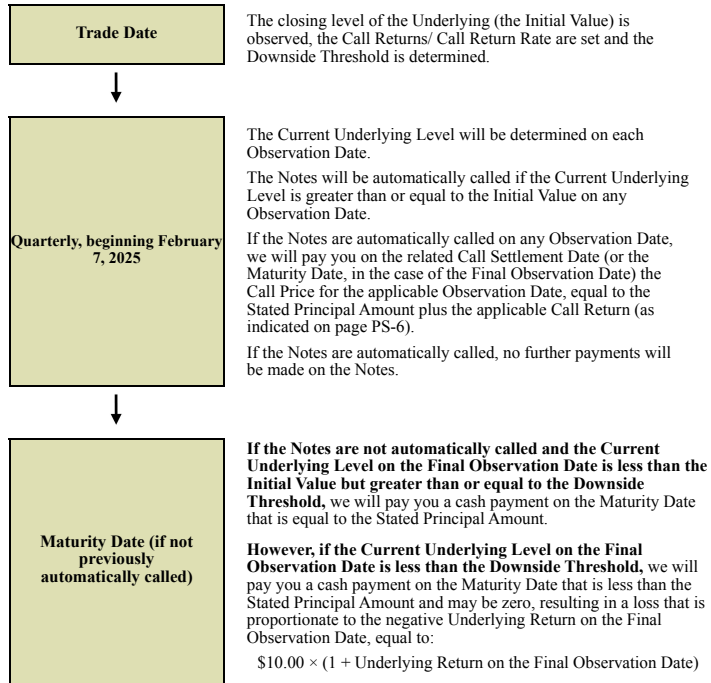 Trade Date
The closing level of the Underlying (the Initial Value) is
observed, the Call Returns/ Call Return Rate are set and the
Downside Threshold is determined.
Quarterly, beginning February
7, 2025
The Current Underlying Level will be determined on each
Observation Date.
The Notes will be automatically called if the Current Underlying
Level is greater than or equal to the Initial Value on any
Observation Date.
If the Notes are automatically called on any Observation Date,
we will pay you on the related Call Settlement Date (or the
Maturity Date, in the case of the Final Observation Date) the
Call Price for the applicable Observation Date, equal to the
Stated Principal Amount plus the applicable Call Return (as
indicated on page PS-6).
If the Notes are automatically called, no further payments will
be made on the Notes.
Maturity Date (if not
previously
automatically called)
If the Notes are not automatically called and the Current
Underlying Level on the Final Observation Date is less than the
Initial Value but greater than or equal to the Downside
Threshold, we will pay you a cash payment on the Maturity Date
that is equal to the Stated Principal Amount.
However, if the Current Underlying Level on the Final
Observation Date is less than the Downside Threshold, we will
pay you a cash payment on the Maturity Date that is less than the
Stated Principal Amount and may be zero, resulting in a loss that is
proportionate to the negative Underlying Return on the Final
Observation Date, equal to:
$10.00 × (1 + Underlying Return on the Final Observation Date)